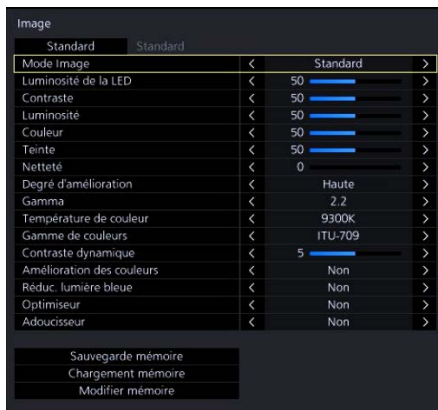 Image
Standard Standard
Mode Image < Standard >
Luminosité de la LED < 50 >
Contraste < 50 >
Luminosité < 50 >
Couleur < 50 >
Teinte < 50 >
Netteté < 0 >
Degré d'amélioration < Haute >
Gamma < 2.2 >
Température de couleur < 9300K >
Gamme de couleurs < ITU-709 >
Contraste dynamique < 5 >
Amélioration des couleurs < Non >
Réduc. lumière bleue < Non >
Optimiseur < Non >
Adoucisseur < Non >
Sauvegarde mémoire
Chargement mémoire
Modifier mémoire